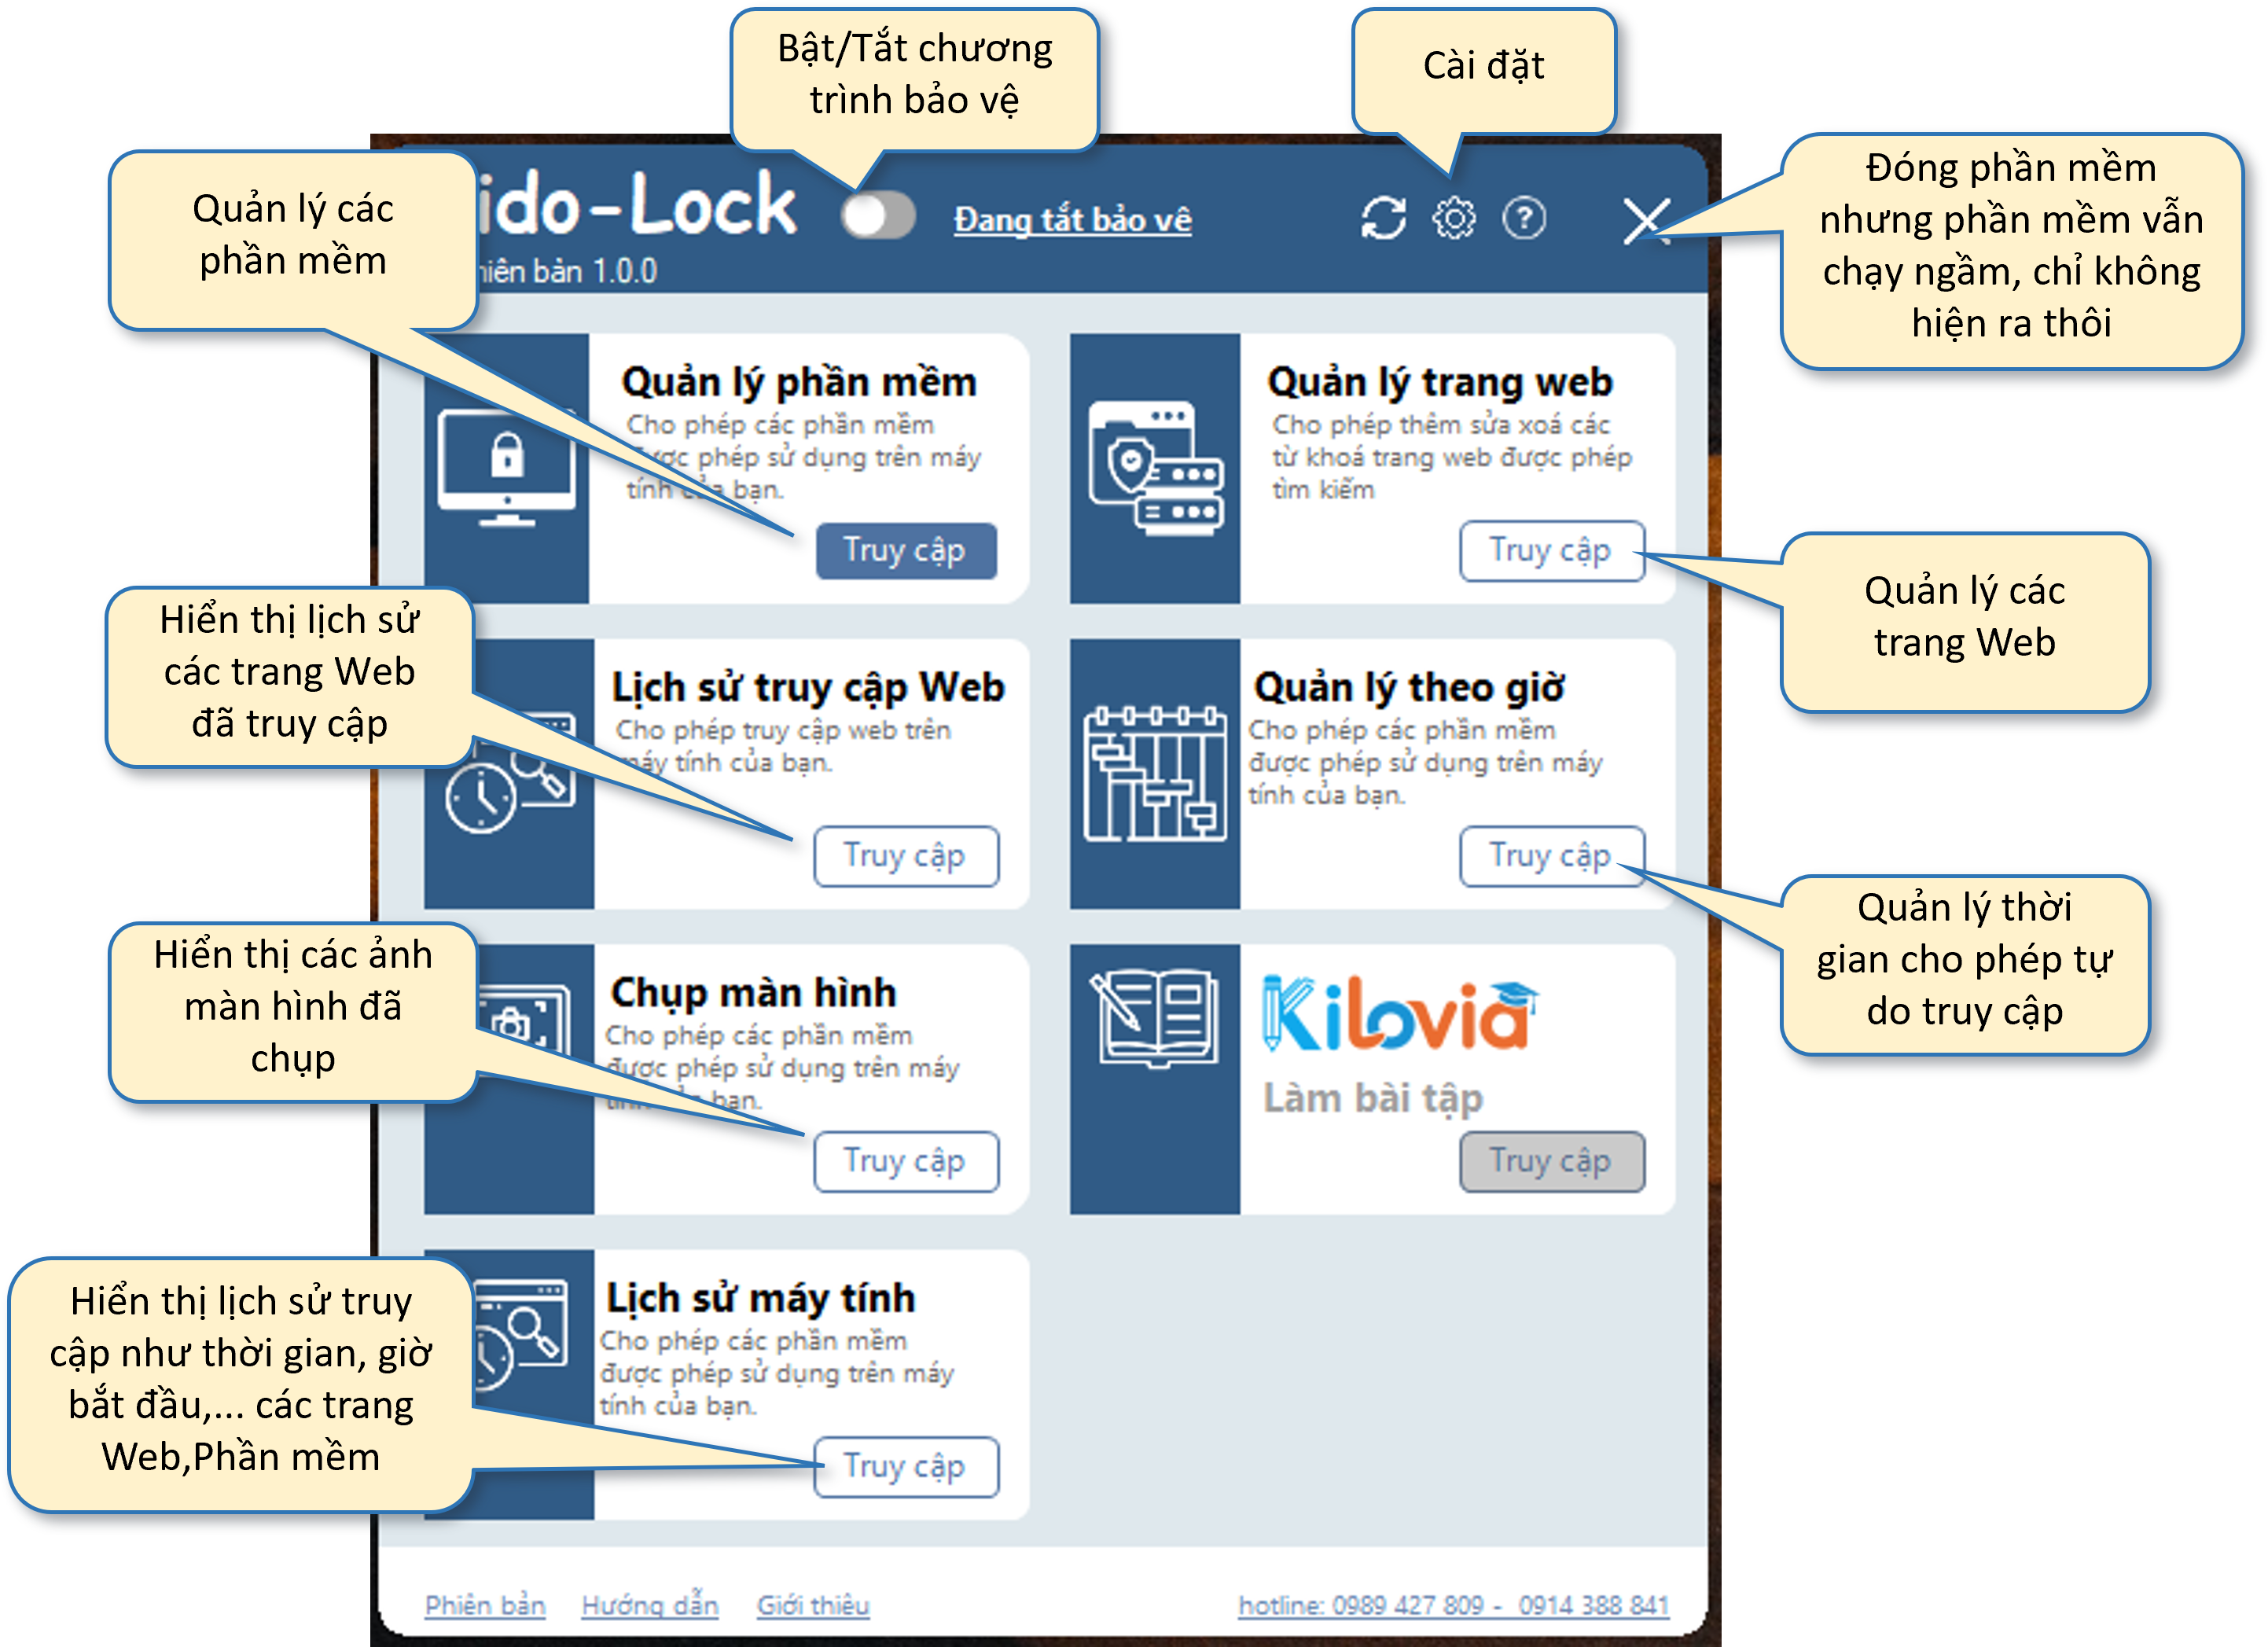 Bật/Tắt chương
trình bảo vệ
Cài đặt
Quản lý các
phần mềm
Đóng phần mềm
nhưng phần mềm vẫn
chạy ngầm, chỉ không
hiện ra thôi
ido-Lock
Đang tắt bảo vê
iên bản 1.0.0
Quản lý phần mềm
Cho phép các phần mềm
được phép sử dụng trên máy
tính của bạn.
Truy cập
Quản lý trang web
Cho phép thêm sửa xoá các
từ khoá trang web được phép
tìm kiếm
Truy cập
Quản lý các
trang Web
Hiển thị lịch sử
các trang Web
đã truy cập
Lịch sử truy cập Web
Cho phép truy cập web trên
máy tính của bạn.
Truy cập
Quản lý theo giờ
Cho phép các phần mềm
được phép sử dụng trên máy
tính của bạn.
Truy cập
Quản lý thời
gian cho phép tự
do truy cập
Hiển thị các ảnh
màn hình đã
chụp
Chụp màn hình
Cho phép các phần mềm
được phép sử dụng trên máy
tính của bạn.
Truy cập
Kilovia
Làm bài tập
Truy cập
Hiển thị lịch sử truy
cập như thời gian, giờ
bắt đầu,... các trang
Web,Phần mềm
Lịch sử máy tính
Cho phép các phần mềm
được phép sử dụng trên máy
tính của bạn.
Truy cập
Phiên bản Hướng dẫn Giới thiêu hotline: 0989 427 809 - 0914 388 841